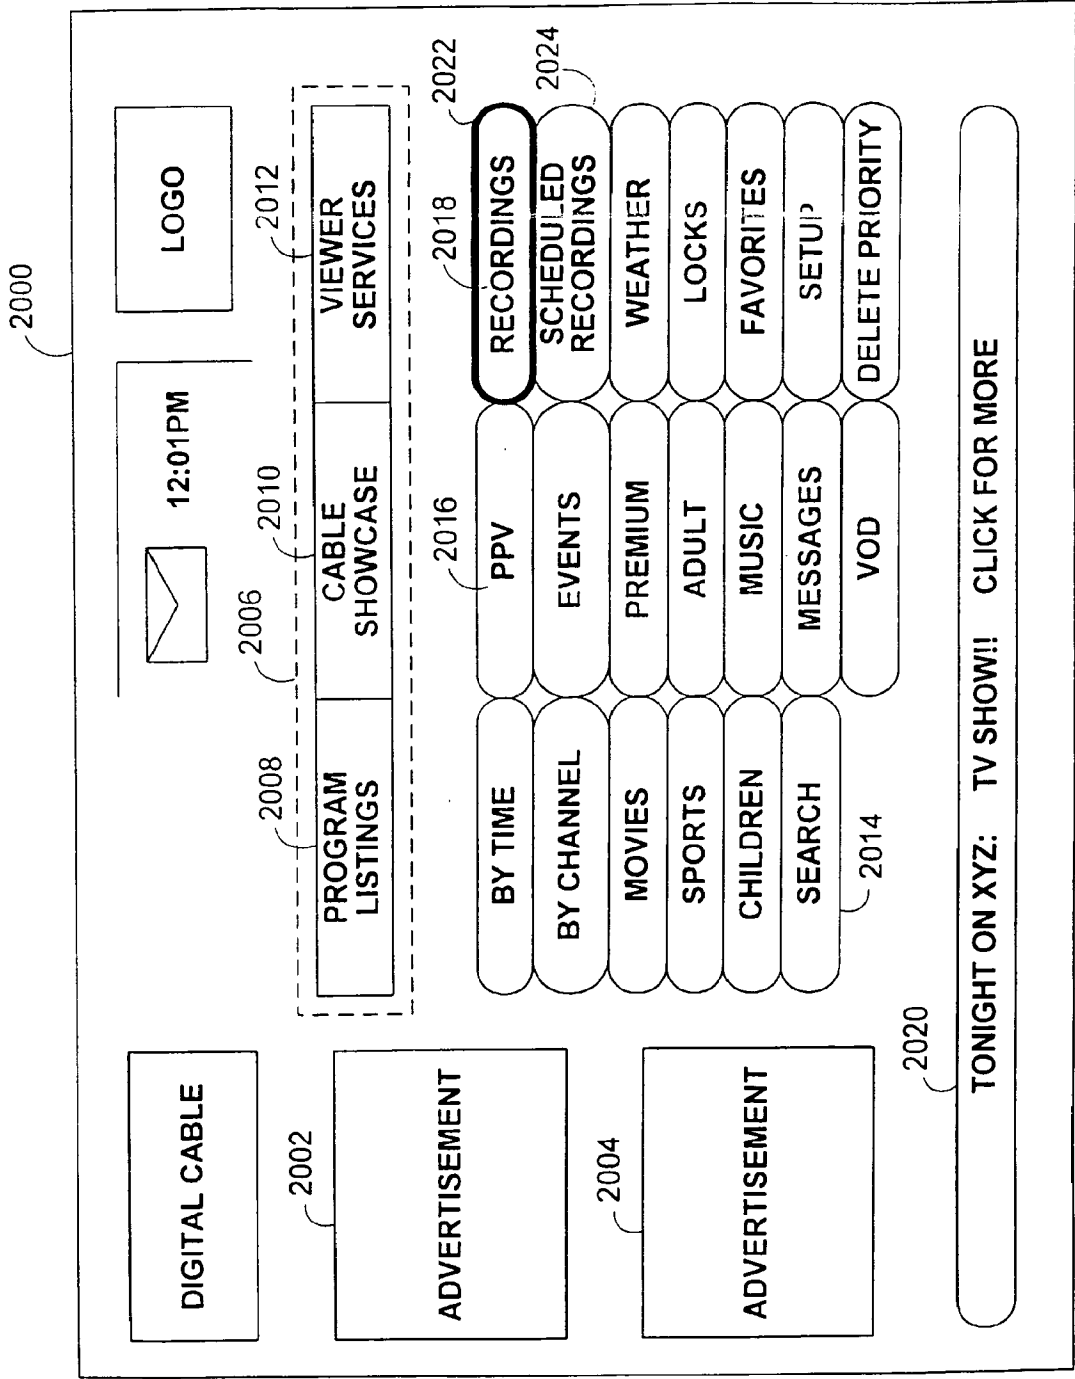 2000
DIGITAL CABLE
12:01PM
LOGO
2002
ADVERTISEMENT
2004
ADVERTISEMENT
2006
2008
2010
2012
PROGRAM
LISTINGS
CABLE
SHOWCASE
VIEWER
SERVICES
2016
2018
2022
2024
BY TIME
PPV
RECORDINGS
BY CHANNEL
EVENTS
SCHEDULED
RECORDINGS
MOVIES
PREMIUM
WEATHER
SPORTS
ADULT
LOCKS
CHILDREN
MUSIC
FAVORITES
SEARCH
MESSAGES
SETUP
2014
VOD
DELETE PRIORITY
2020
TONIGHT ON XYZ: TV SHOW!! CLICK FOR MORE